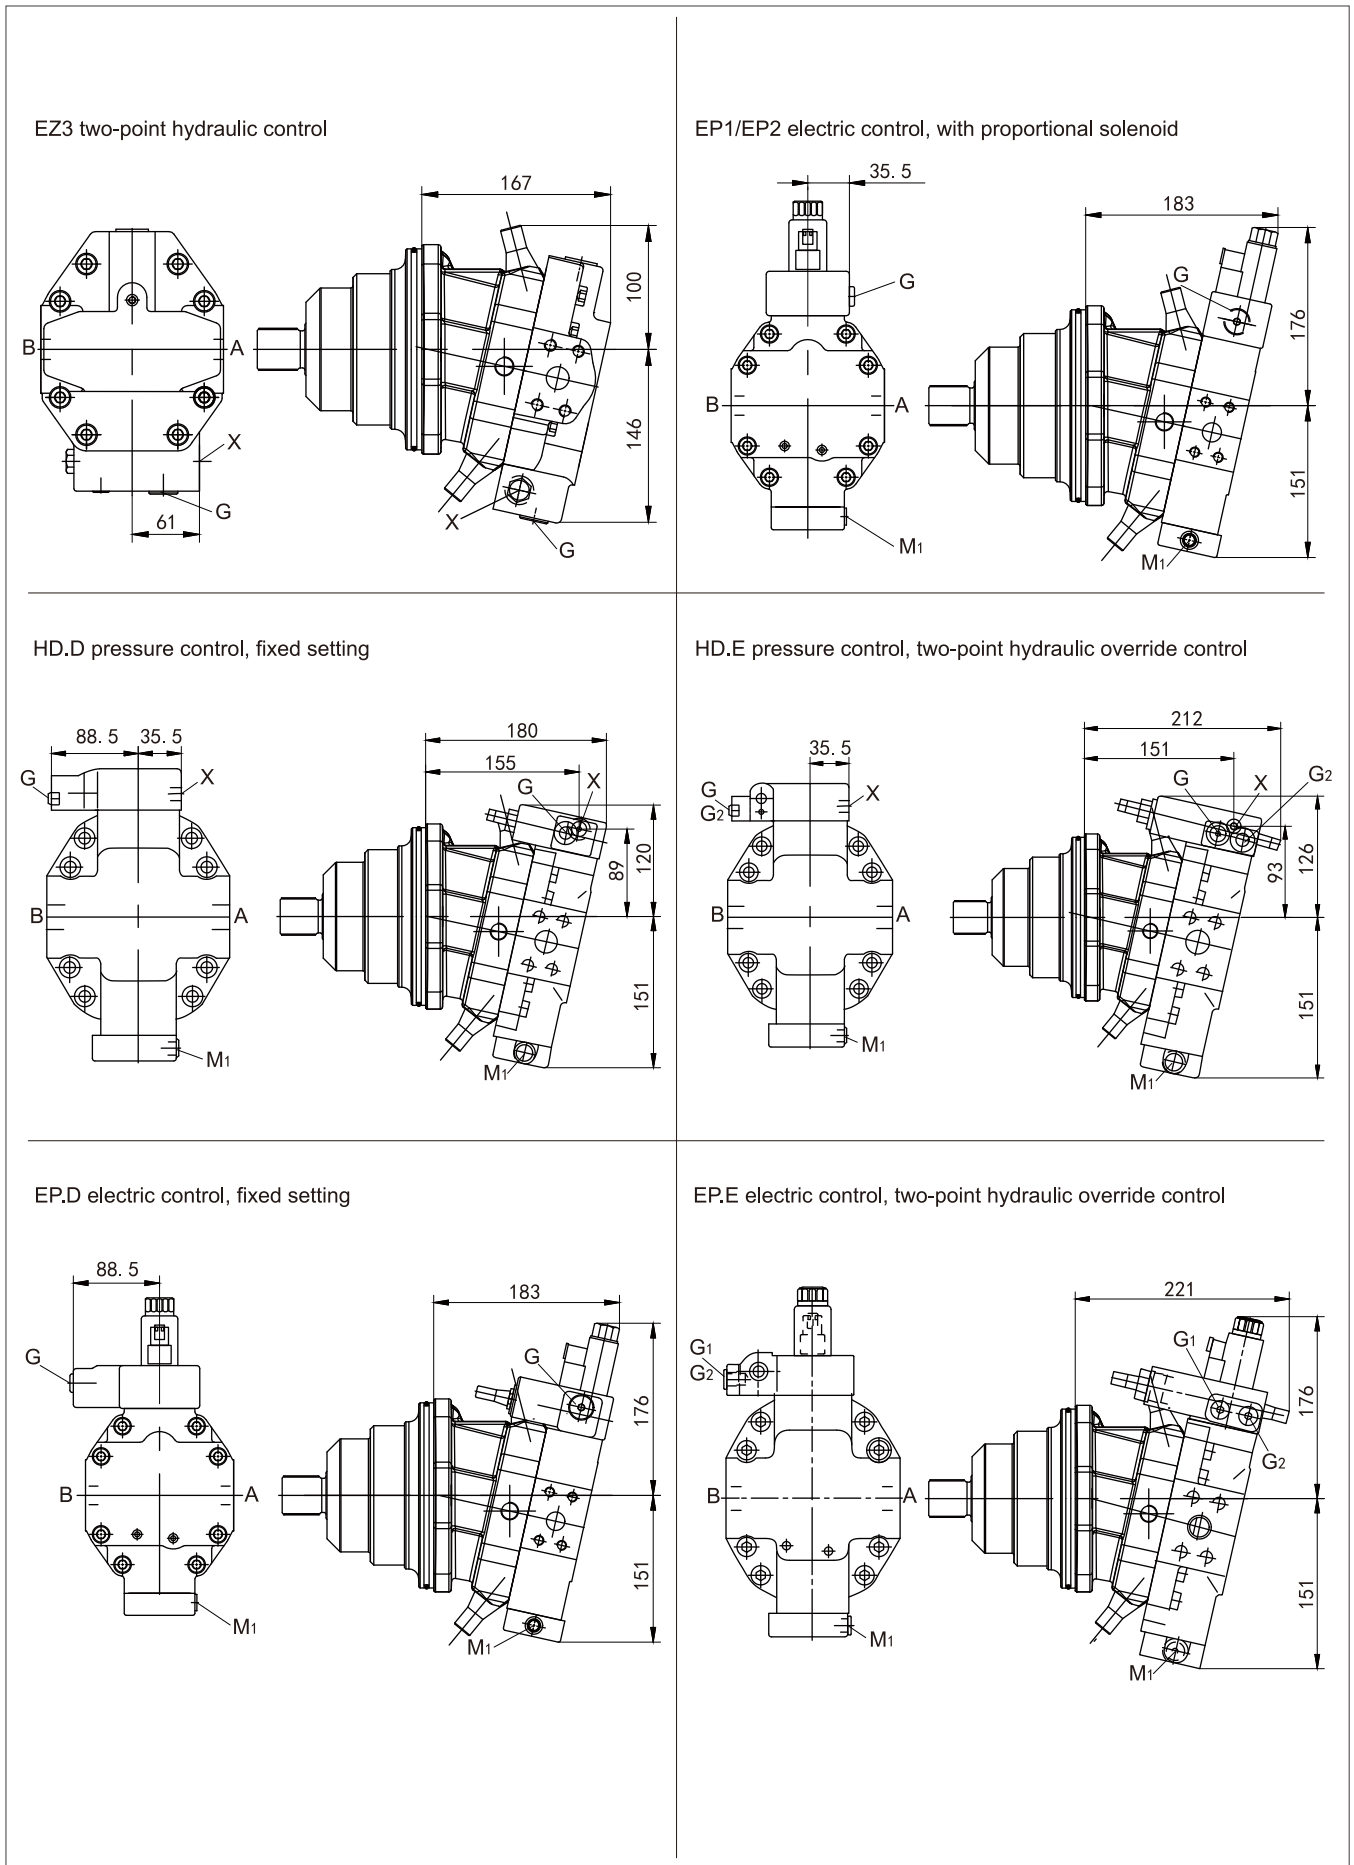 EZ3 two-point hydraulic control
167
100
146
B
A
X
G
61
X
G
EP1/EP2 electric control, with proportional solenoid
35. 5
183
G
G
176
B
A
151
M1
M1
HD.D pressure control, fixed setting
88. 5 35. 5
180
155
G
X
G
X
89
120
B
A
151
M1
M1
HD.E pressure control, two-point hydraulic override control
212
35. 5
151
G
X
G2
G
G2
X
93
126
B
A
151
M1
M1
EP.D electric control, fixed setting
88. 5
183
G
G
176
B
A
151
M1
M1
EP.E electric control, two-point hydraulic override control
221
G1
G2
G1
176
G2
B
A
151
M1
M1